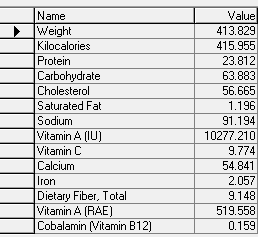 Name Value
Weight 413.829
Kilocalories 415.955
Protein 23.812
Carbohydrate 63.883
Cholesterol 56.665
Saturated Fat 1.196
Sodium 91.194
Vitamin A (IU) 10277.210
Vitamin C 9.774
Calcium 54.841
Iron 2.057
Dietary Fiber, Total 9.148
Vitamin A (RAE) 519.558
Cobalamin (Vitamin B12) 0.159